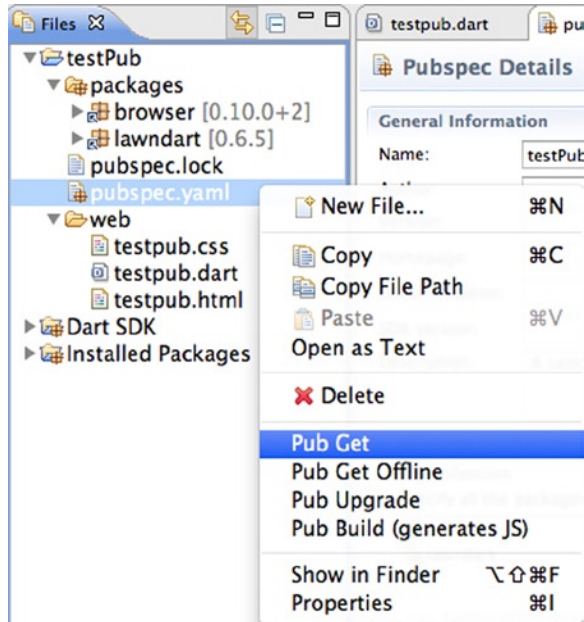 Files
testPub
packages
browser [0.10.0+2]
lawndart [0.6.5]
pubspec.lock
pubspec.yaml
web
testpub.css
testpub.dart
testpub.html
Dart SDK
Installed Packages
testpub.dart
pu
Pubspec Details
General Information
Name:
testPub
New File... ⌘N
Copy ⌘C
Copy File Path
Paste ⌘V
Open as Text
Delete
Pub Get
Pub Get Offline
Pub Upgrade
Pub Build (generates JS)
Show in Finder ⌥⇧⌘F
Properties ⌘I